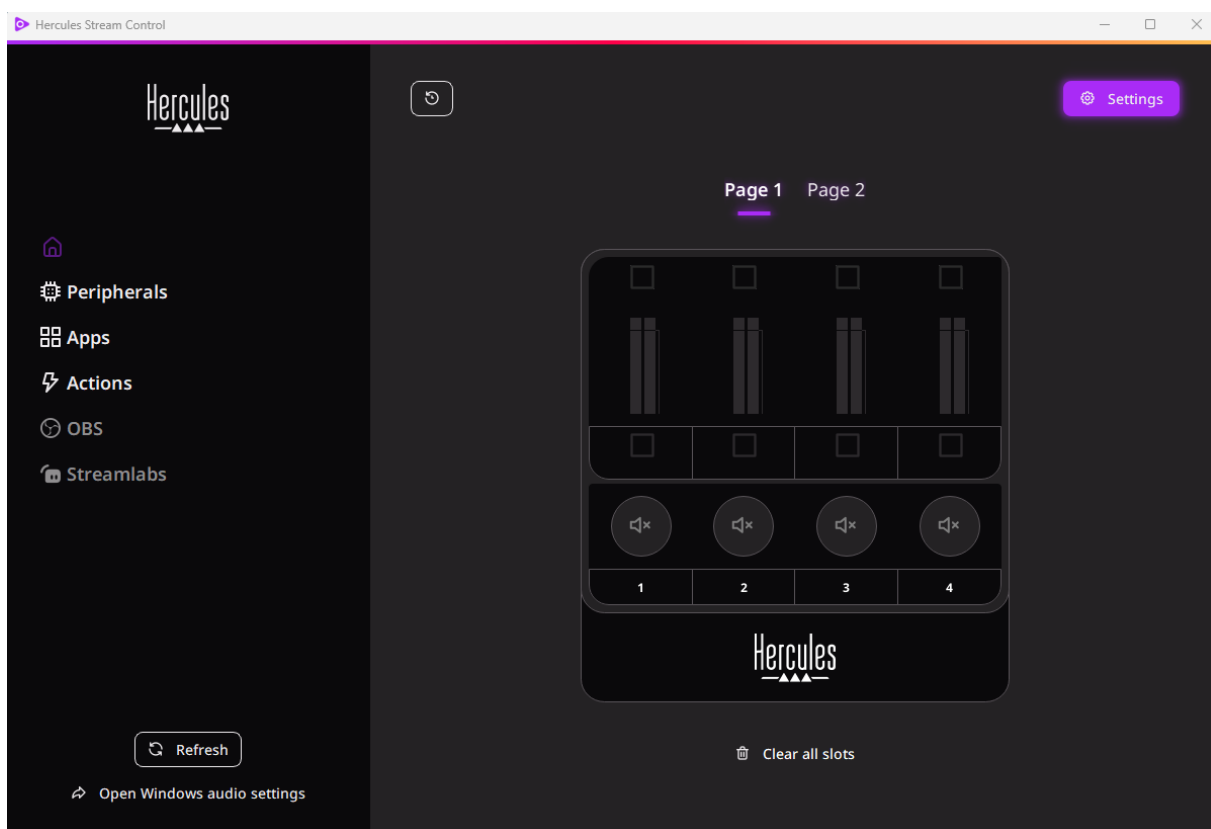 Hercules Stream Control
Hercules
Settings
Page 1 Page 2
Peripherals
Apps
Actions
OBS
Streamlabs
1 2 3 4
Hercules
Refresh
Clear all slots
Open Windows audio settings